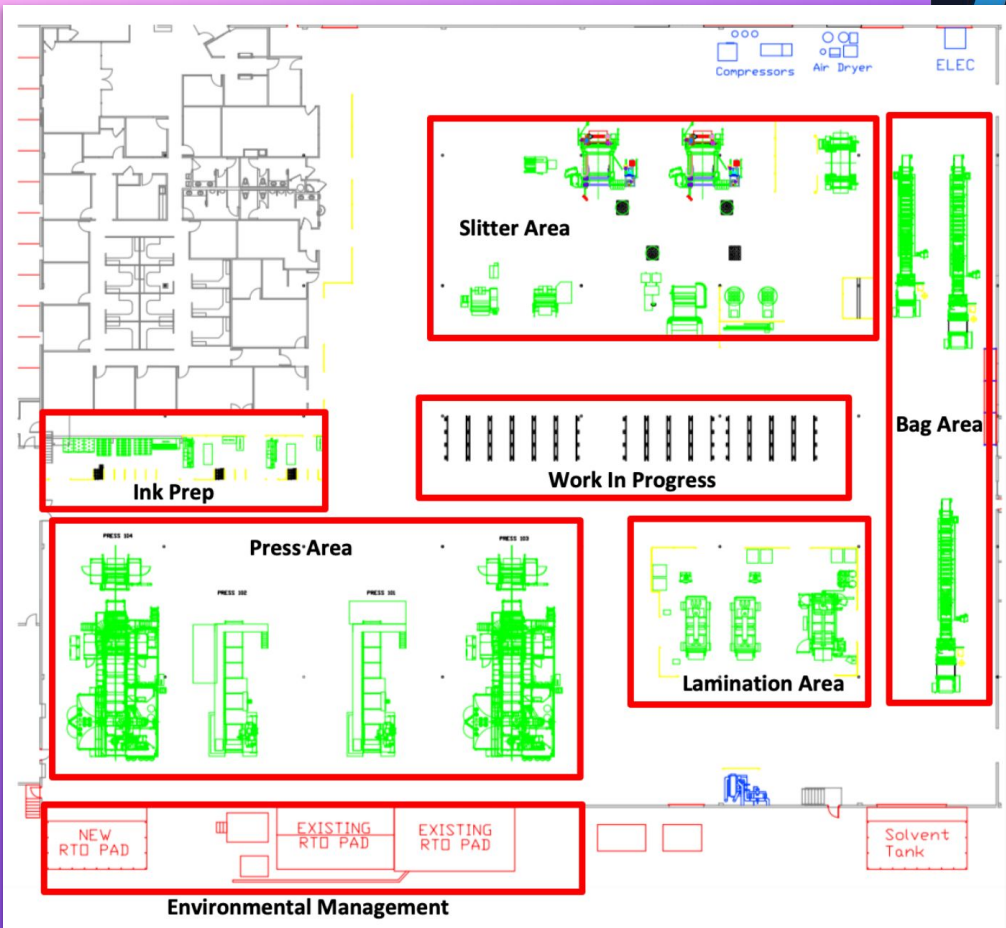 Compressors
Air Dryer
ELEC
Slitter Area
Bag Area
Work In Progress
Ink Prep
Press Area
PRESS 104
PRESS 103
PRESS 102
PRESS 101
Lamination Area
NEW
RTO PAD
EXISTING
RTO PAD
EXISTING
RTO PAD
Solvent
Tank
Environmental Management